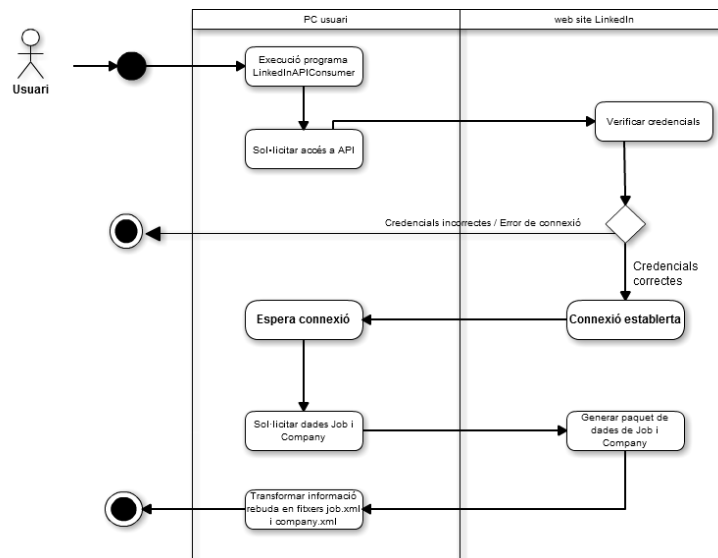 PC usuari
web site LinkedIn
Usuari
Execució programa
LinkedInAPIConsumer
Sol•licitar accés a API
Verificar credencials
Credencials incorrectes / Error de connexió
Credencials
correctes
Espera connexió
Connexió establerta
Sol·licitar dades Job i
Company
Generar paquet de
dades de Job i
Company
Transformar informació
rebuda en fitxers job.xml
i company.xml